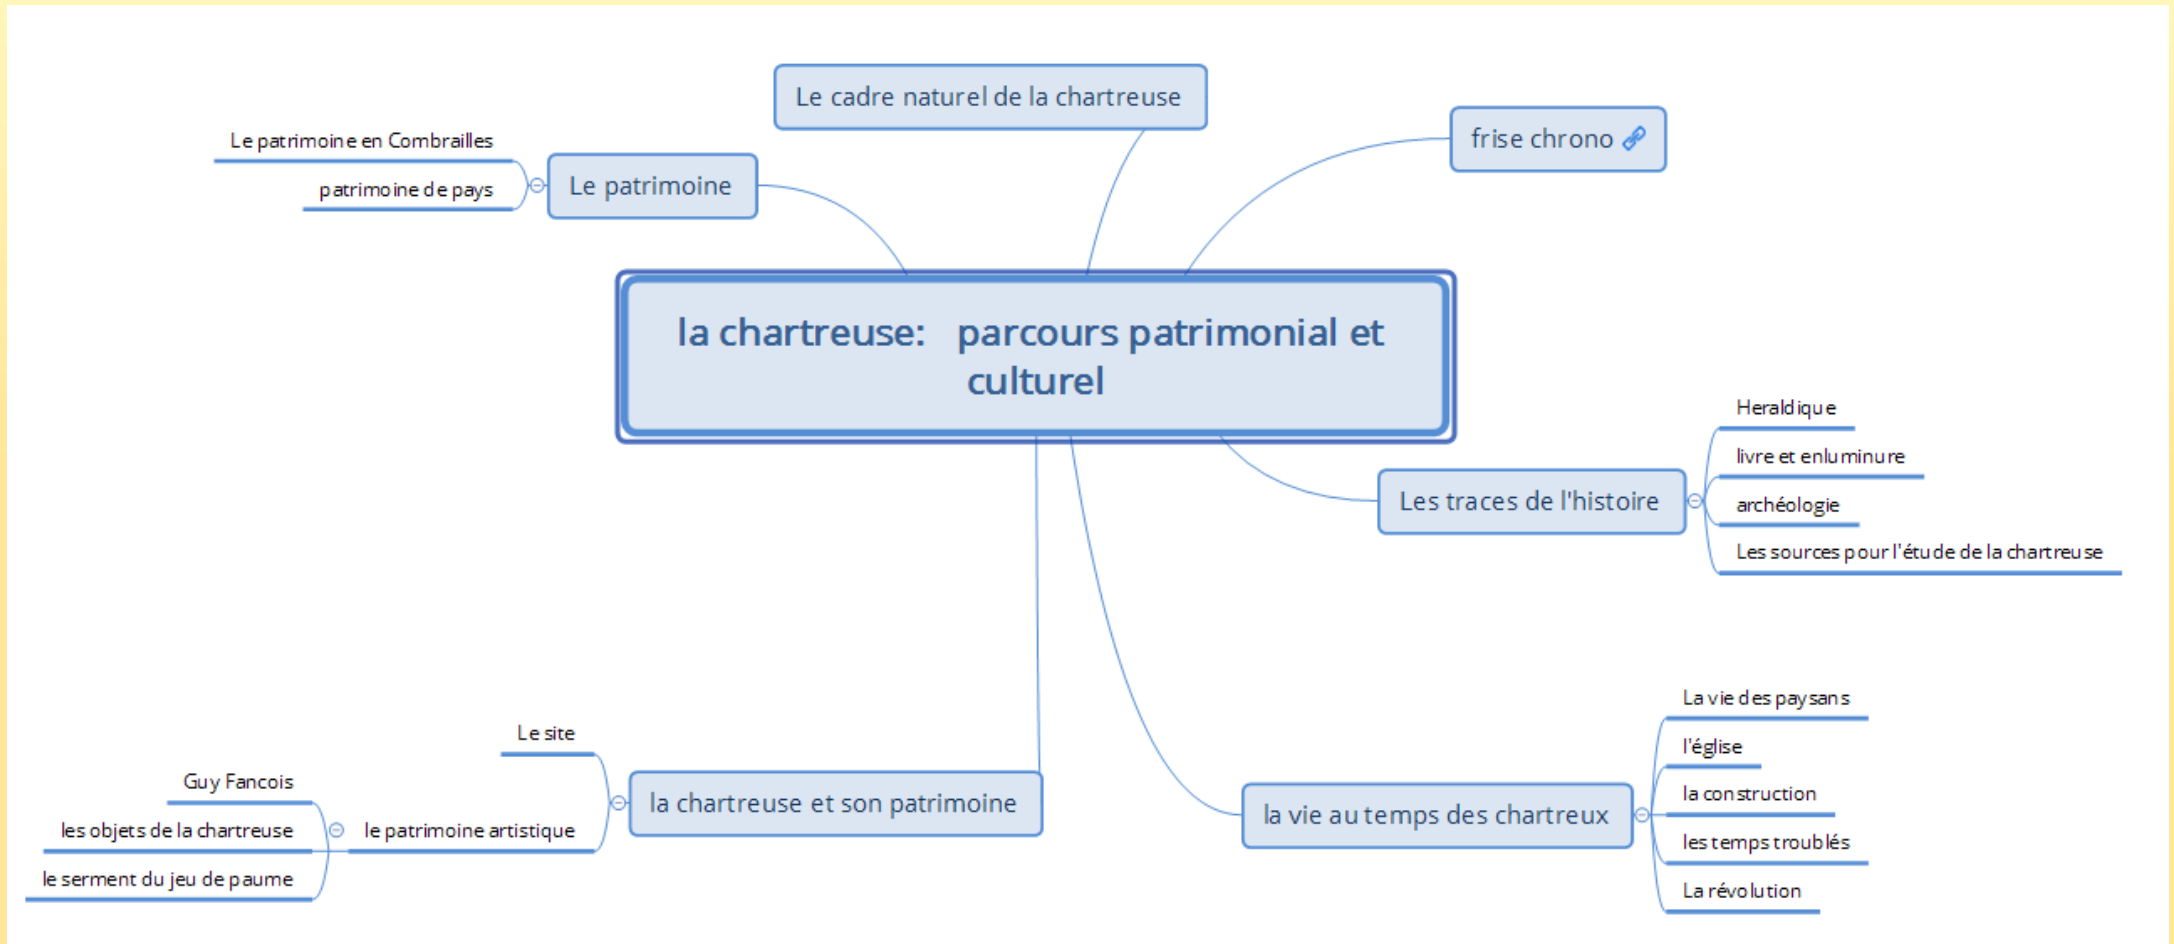 Le cadre naturel de la chartreuse
frise chrono
Le patrimoine en Combrailles
patrimoine de pays
Le patrimoine
la chartreuse: parcours patrimonial et
culturel
Les traces de l'histoire
Heraldique
livre et enluminure
archéologie
Les sources pour l'étude de la chartreuse
la chartreuse et son patrimoine
Le site
le patrimoine artistique
Guy Fancois
les objets de la chartreuse
le serment du jeu de paume
la vie au temps des chartreux
La vie des paysans
l'église
la construction
les temps troublés
La révolution